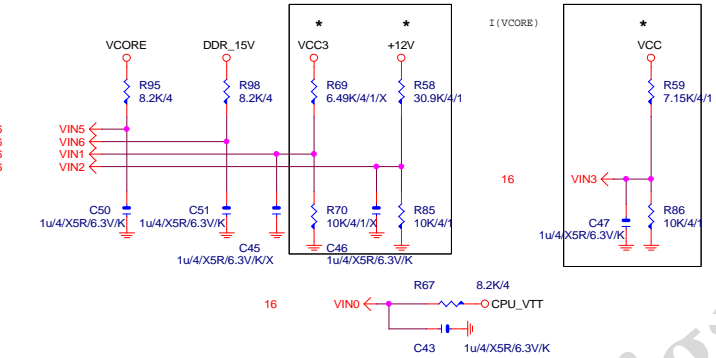 * * I(VCORE) *
VCORE DDR_15V VCC3 +12V VCC
R95 R98 R69 R58 R59
8.2K/4 8.2K/4 6.49K/4/1/X 30.9K/4/1 7.15K/4/1
VIN5
VIN6
VIN1
VIN2
16 VIN3
C50 C51 R70 R85 C47 R86
1u/4/X5R/6.3V/K 1u/4/X5R/6.3V/K 10K/4/1/X 10K/4/1 1u/4/X5R/6.3V/K 10K/4/1
C45 C46
1u/4/X5R/6.3V/K/X 1u/4/X5R/6.3V/K
R67 8.2K/4
16 VIN0 CPU_VTT
C43 1u/4/X5R/6.3V/K